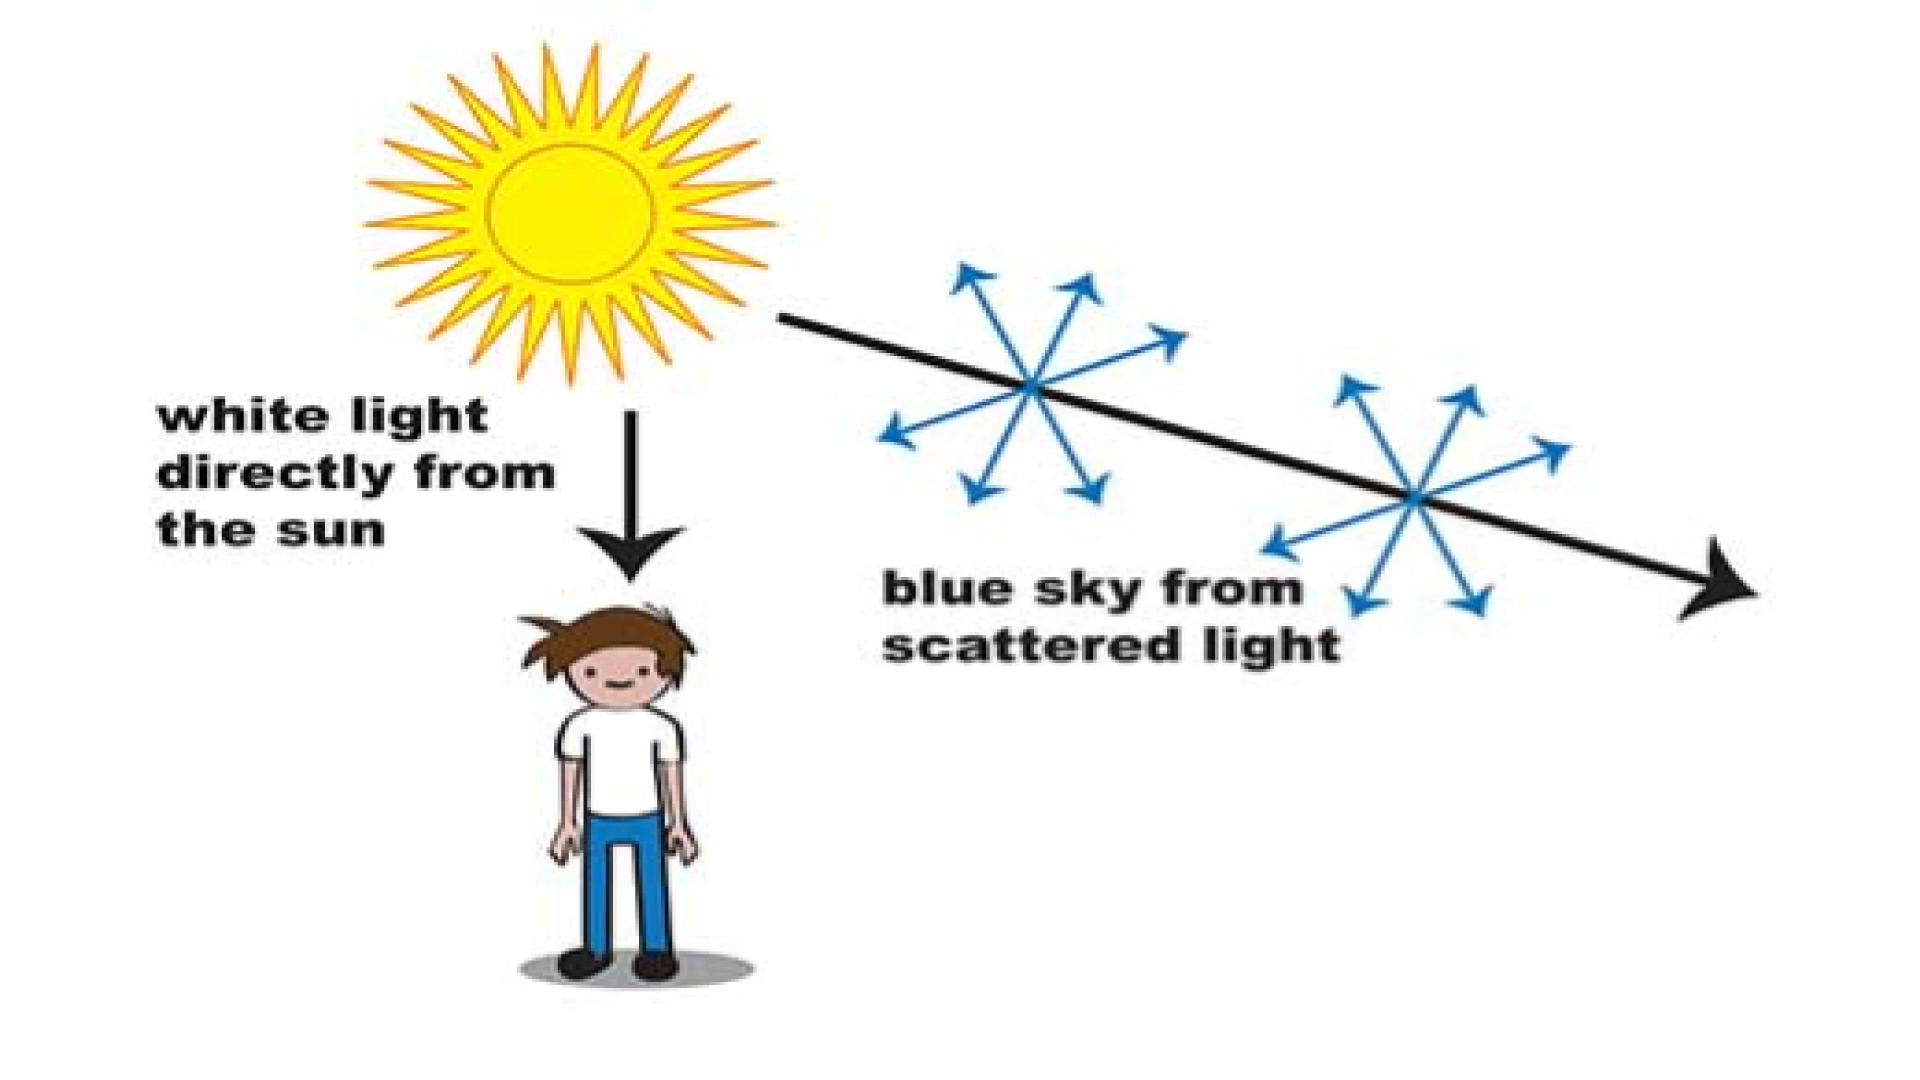 white light
directly from
the sun
blue sky from
scattered light